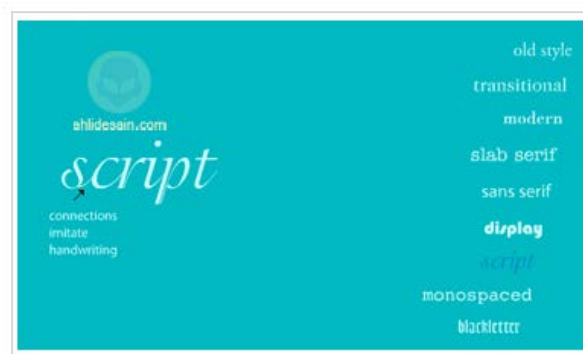 ahlidesain.com
script
connections
imitate
handwriting
old style
transitional
modern
slab serif
sans serif
display
script
monospaced
blackletter